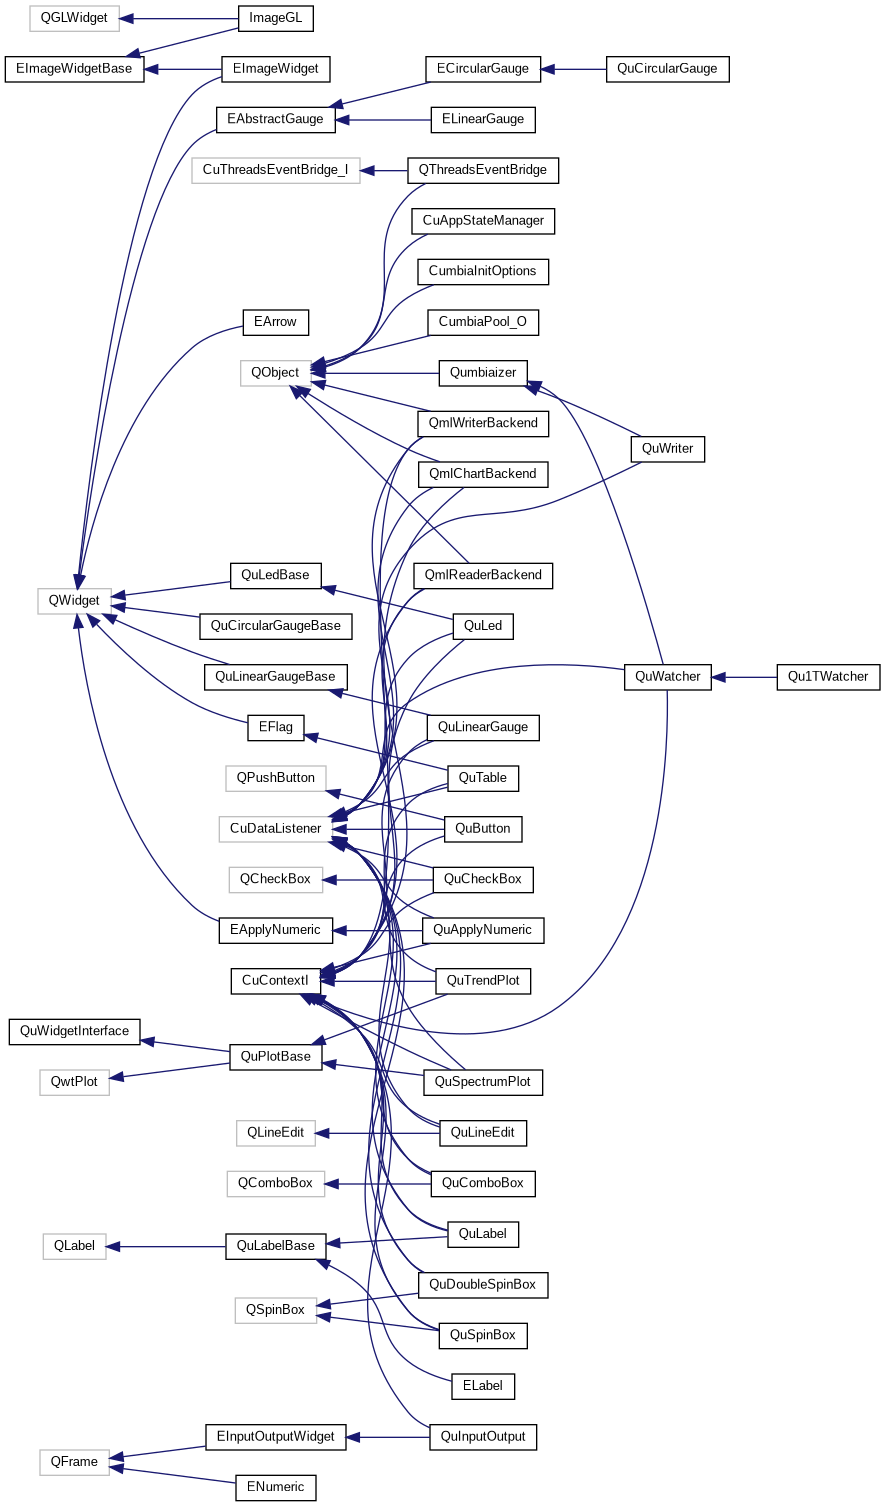 QGLWidget
ImageGL
EImageWidgetBase
EImageWidget
ECircularGauge
QuCircularGauge
EAbstractGauge
ELinearGauge
CuThreadsEventBridge_I
QThreadsEventBridge
CuAppStateManager
CumbiaInitOptions
EArrow
CumbiaPool_O
QObject
Qumbiaizer
QmlWriterBackend
QuWriter
QmlChartBackend
QuLedBase
QmlReaderBackend
QWidget
QuCircularGaugeBase
QuLed
QuLinearGaugeBase
QuWatcher
Qu1TWatcher
EFlag
QuLinearGauge
QPushButton
QuTable
CuDataListener
QuButton
QCheckBox
QuCheckBox
EApplyNumeric
QuApplyNumeric
CuContextI
QuTrendPlot
QuWidgetInterface
QuPlotBase
QwtPlot
QuSpectrumPlot
QLineEdit
QuLineEdit
QComboBox
QuComboBox
QLabel
QuLabelBase
QuLabel
QuDoubleSpinBox
QSpinBox
QuSpinBox
ELabel
EInputOutputWidget
QuInputOutput
QFrame
ENumeric